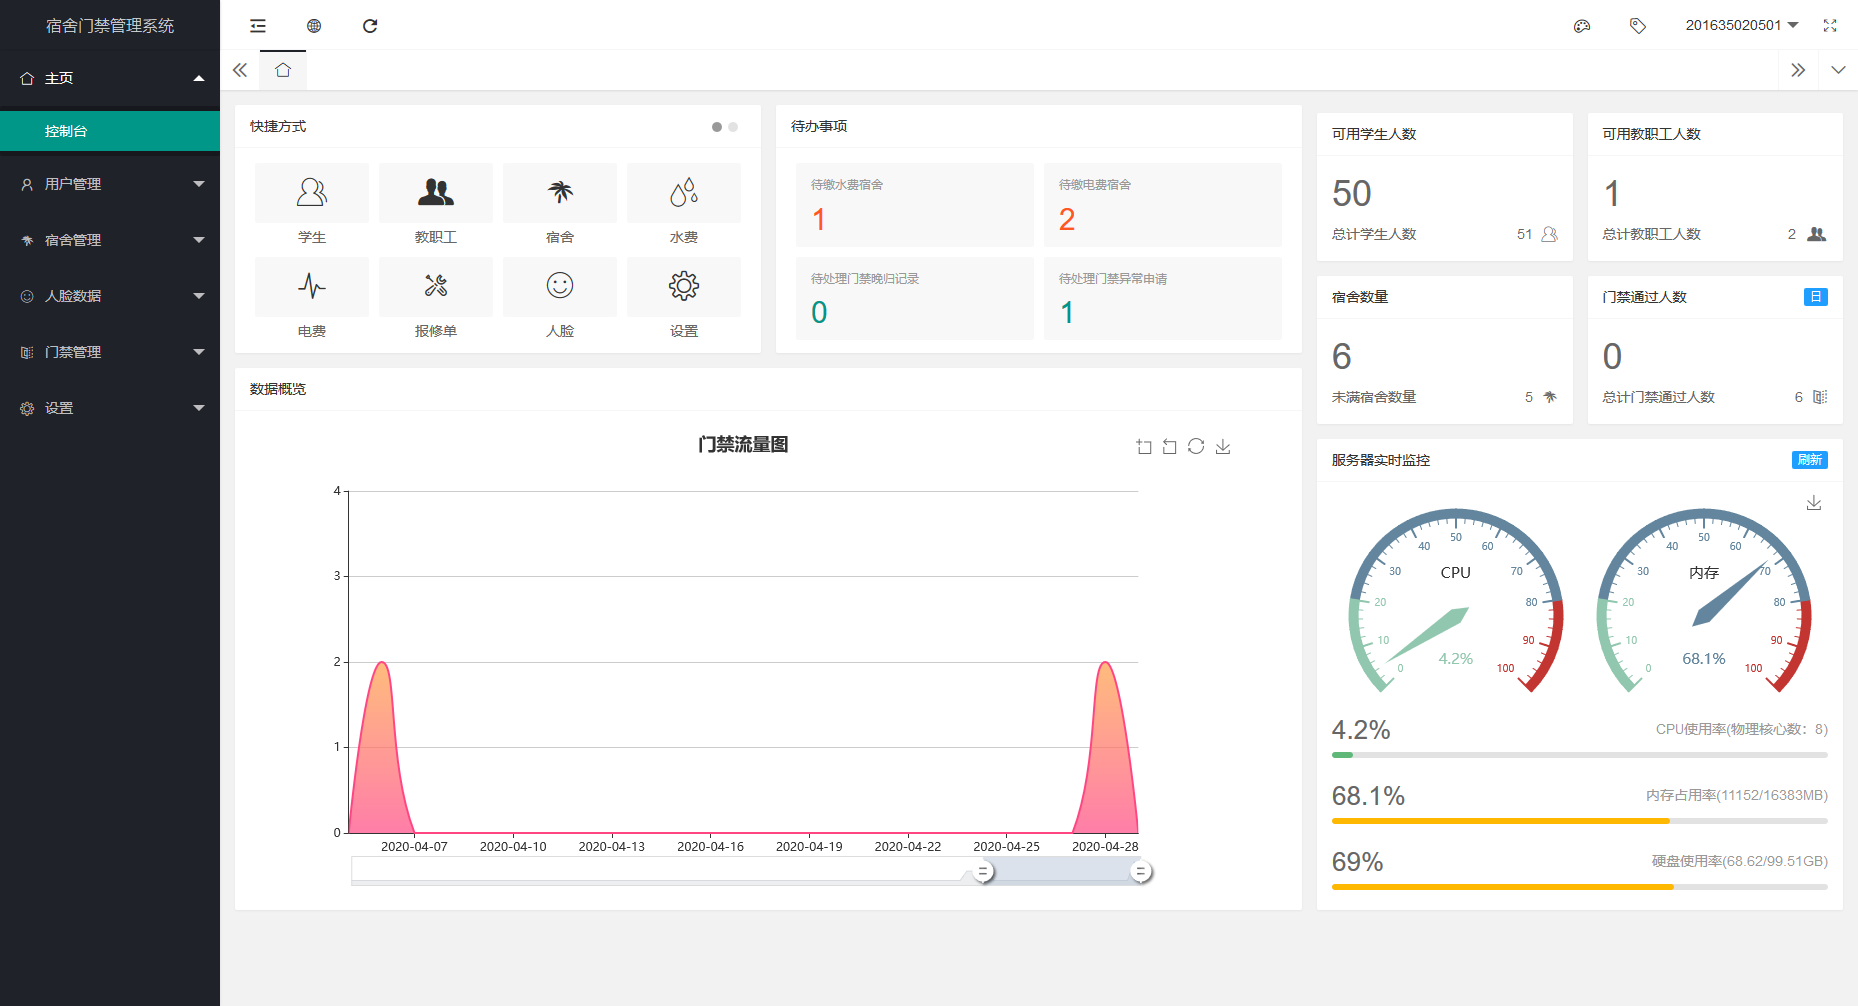 宿舍门禁管理系统
主页
控制台
用户管理
宿舍管理
人脸数据
门禁管理
设置
201635020501
快捷方式
学生
教职工
宿舍
水费
电费
报修单
人脸
设置
待办事项
待缴水费宿舍
1
待缴电费宿舍
2
待处理门禁晚归记录
0
待处理门禁异常申请
1
可用学生人数
50
总计学生人数 51
可用教职工人数
1
总计教职工人数 2
宿舍数量
6
未满宿舍数量 5
门禁通过人数 日
0
总计门禁通过人数 6
数据概览
门禁流量图
4
3
2
1
0
2020-04-07 2020-04-10 2020-04-13 2020-04-16 2020-04-19 2020-04-22 2020-04-25 2020-04-28
服务器实时监控 刷新
0 10 20 30 40 50 60 70 80 90 100
CPU
4.2%
0 10 20 30 40 50 60 70 80 90 100
内存
68.1%
4.2% CPU使用率(物理核心数：8)
68.1% 内存占用率(11152/16383MB)
69% 硬盘使用率(68.62/99.51GB)